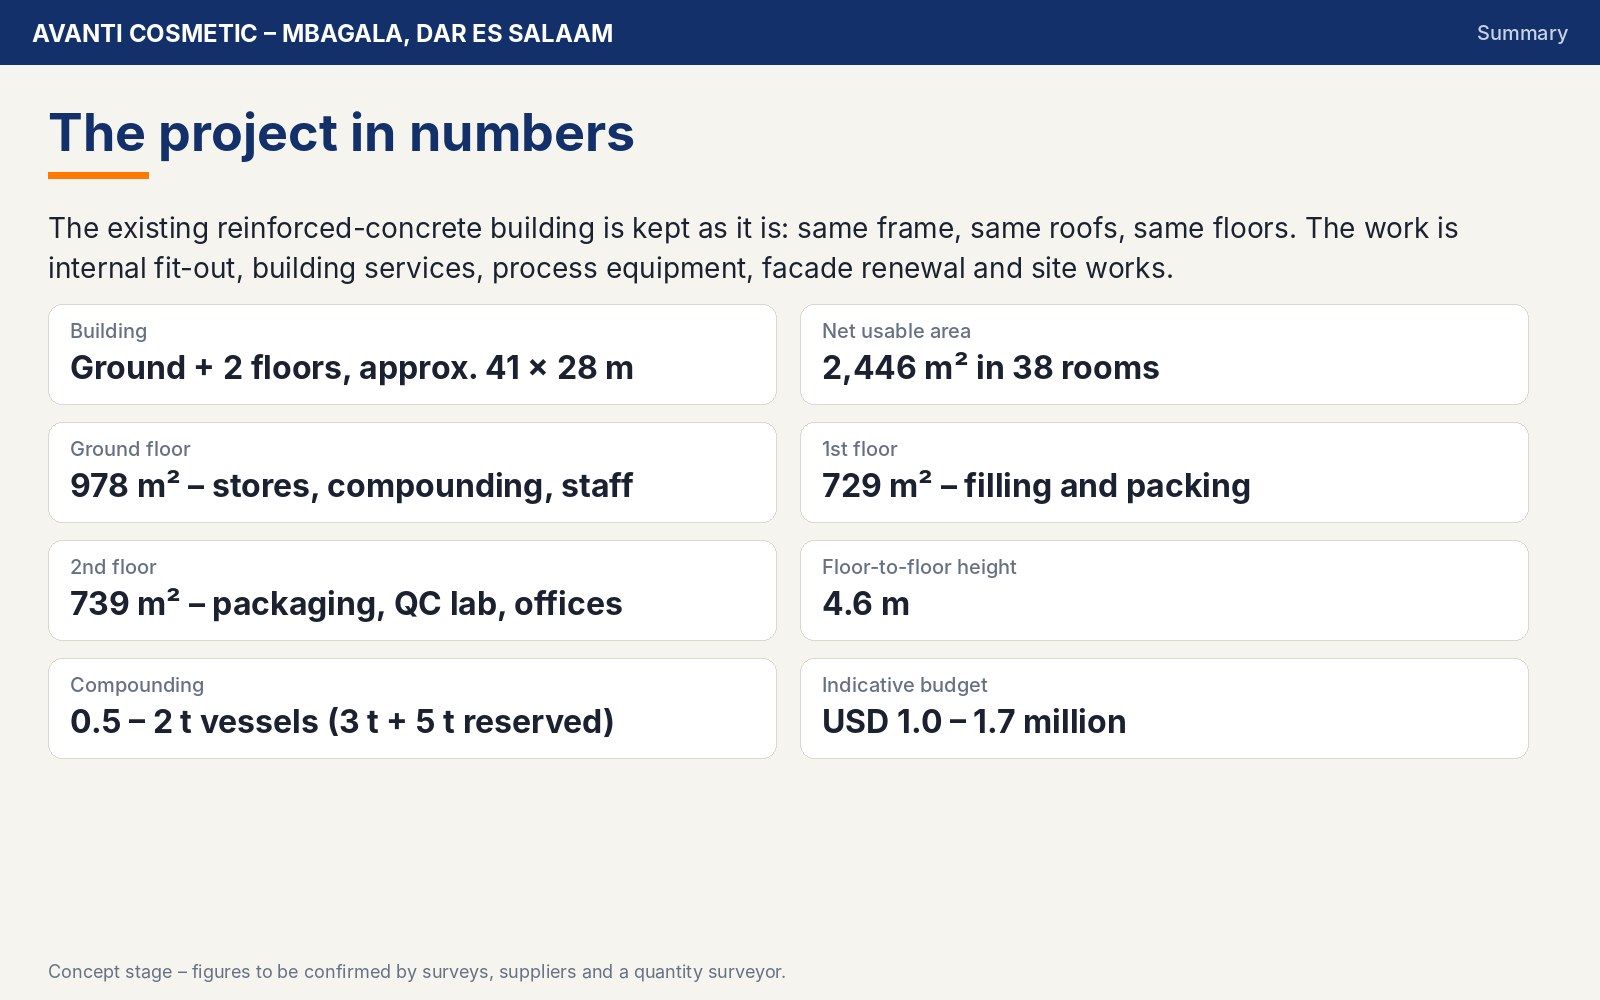 AVANTI COSMETIC – MBAGALA, DAR ES SALAAM
Summary
The project in numbers
The existing reinforced-concrete building is kept as it is: same frame, same roofs, same floors. The work is
internal fit-out, building services, process equipment, facade renewal and site works.
Building
Ground + 2 floors, approx. 41 × 28 m
Net usable area
2,446 m² in 38 rooms
Ground floor
978 m² – stores, compounding, staff
1st floor
729 m² – filling and packing
2nd floor
739 m² – packaging, QC lab, offices
Floor-to-floor height
4.6 m
Compounding
0.5 – 2 t vessels (3 t + 5 t reserved)
Indicative budget
USD 1.0 – 1.7 million
Concept stage – figures to be confirmed by surveys, suppliers and a quantity surveyor.